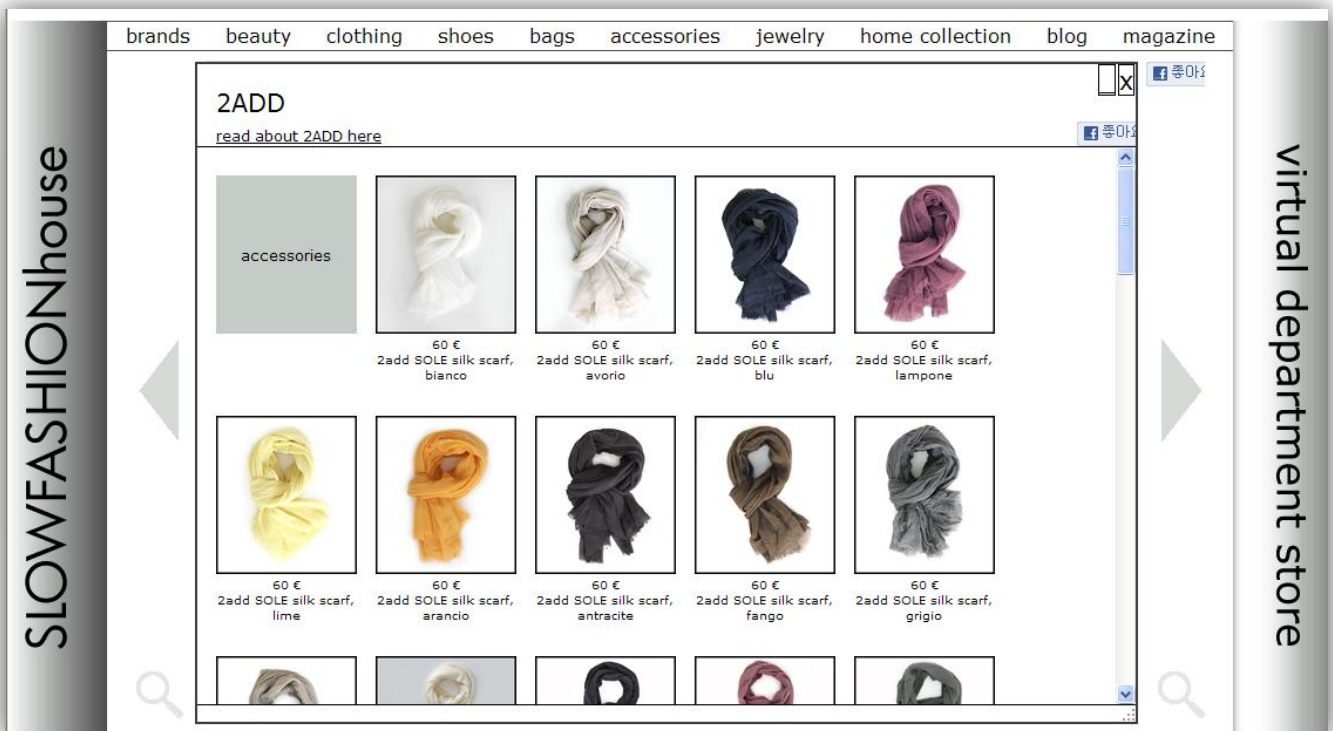 brands beauty clothing shoes bags accessories jewelry home collection blog magazine
SLOWFASHIONhouse
virtual department store
좋아요
X
2ADD
read about 2ADD here
좋아요
accessories
60 €
2add SOLE silk scarf,
bianco
60 €
2add SOLE silk scarf,
avorio
60 €
2add SOLE silk scarf,
blu
60 €
2add SOLE silk scarf,
lampone
60 €
2add SOLE silk scarf,
lime
60 €
2add SOLE silk scarf,
arancio
60 €
2add SOLE silk scarf,
antracite
60 €
2add SOLE silk scarf,
fango
60 €
2add SOLE silk scarf,
grigio